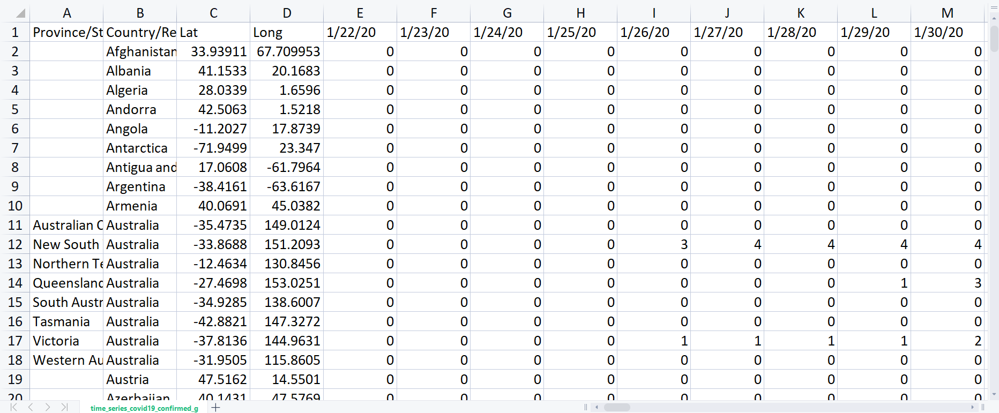 A B C D E F G H I J K L M
1 Province/St Country/Re Lat Long 1/22/20 1/23/20 1/24/20 1/25/20 1/26/20 1/27/20 1/28/20 1/29/20 1/30/20
2 Afghanistan 33.93911 67.709953 0 0 0 0 0 0 0 0 0
3 Albania 41.1533 20.1683 0 0 0 0 0 0 0 0 0
4 Algeria 28.0339 1.6596 0 0 0 0 0 0 0 0 0
5 Andorra 42.5063 1.5218 0 0 0 0 0 0 0 0 0
6 Angola -11.2027 17.8739 0 0 0 0 0 0 0 0 0
7 Antarctica -71.9499 23.347 0 0 0 0 0 0 0 0 0
8 Antigua and 17.0608 -61.7964 0 0 0 0 0 0 0 0 0
9 Argentina -38.4161 -63.6167 0 0 0 0 0 0 0 0 0
10 Armenia 40.0691 45.0382 0 0 0 0 0 0 0 0 0
11 Australian C Australia -35.4735 149.0124 0 0 0 0 0 0 0 0 0
12 New South Australia -33.8688 151.2093 0 0 0 0 3 4 4 4 4
13 Northern Te Australia -12.4634 130.8456 0 0 0 0 0 0 0 0 0
14 Queensland Australia -27.4698 153.0251 0 0 0 0 0 0 0 1 3
15 South Austr Australia -34.9285 138.6007 0 0 0 0 0 0 0 0 0
16 Tasmania Australia -42.8821 147.3272 0 0 0 0 0 0 0 0 0
17 Victoria Australia -37.8136 144.9631 0 0 0 0 1 1 1 1 2
18 Western Au Australia -31.9505 115.8605 0 0 0 0 0 0 0 0 0
19 Austria 47.5162 14.5501 0 0 0 0 0 0 0 0 0
20 Azerbaijan 40.1431 47.5769 0 0 0 0 0 0 0 0 0
time_series_covid19_confirmed_g